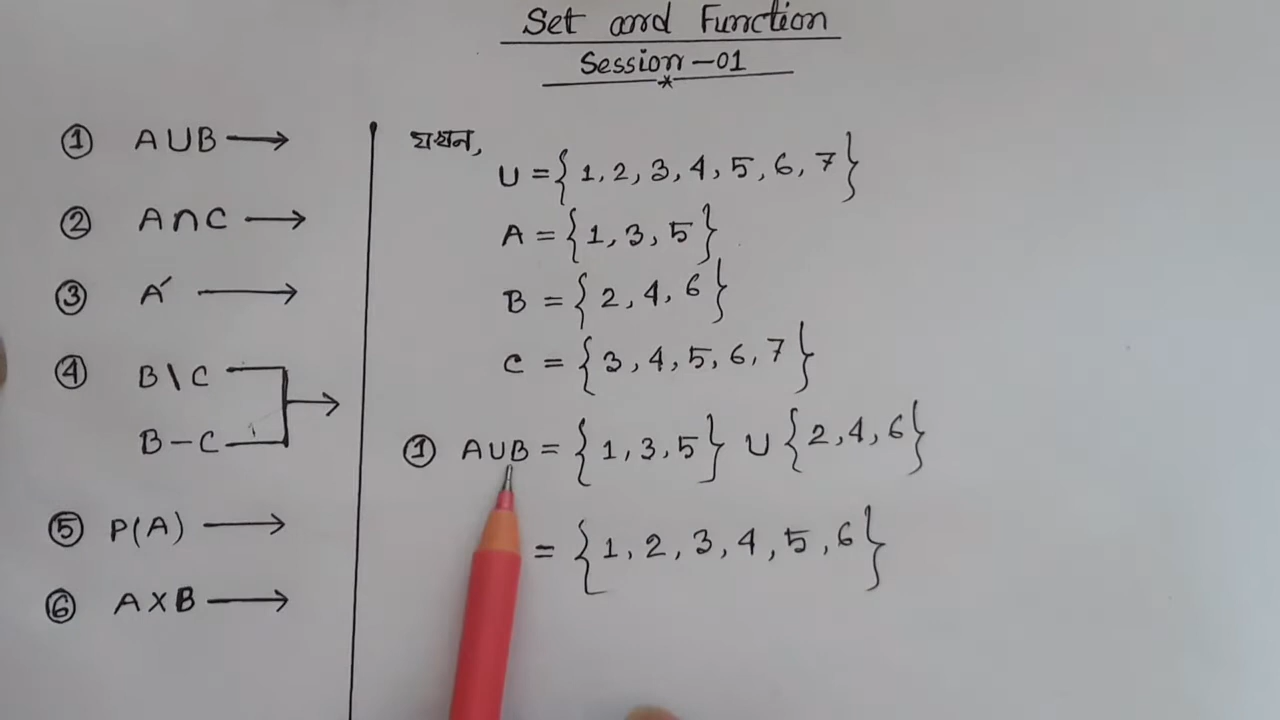 Set and Function
Session-01
① A∪B →
② A∩C →
③ A′ →
④ B\C
B-C →
⑤ P(A) →
⑥ A×B →
যখন,
U = {1, 2, 3, 4, 5, 6, 7}
A = {1, 3, 5}
B = {2, 4, 6}
C = {3, 4, 5, 6, 7}
① A∪B = {1, 3, 5} ∪ {2, 4, 6}
= {1, 2, 3, 4, 5, 6}